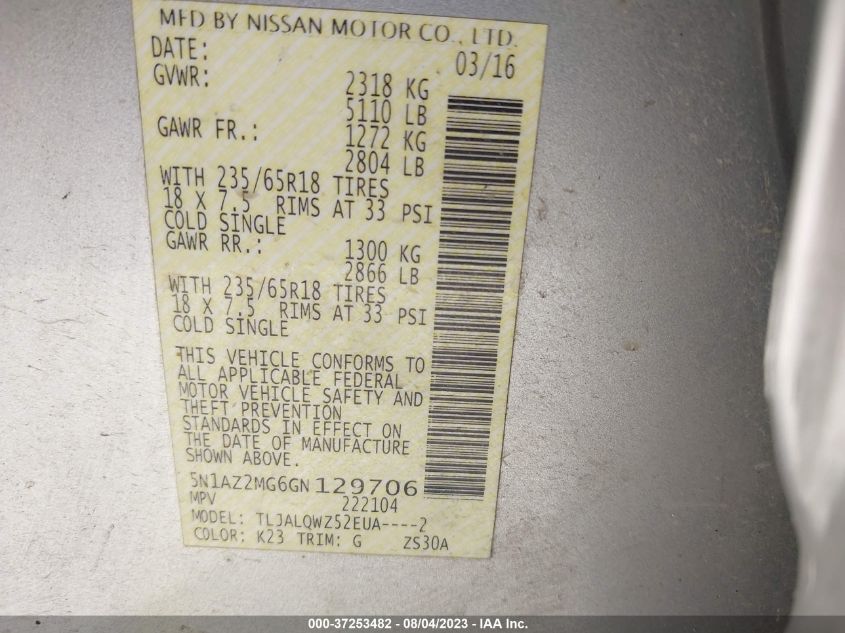 MFD BY NISSAN MOTOR CO., LTD.
DATE: 03/16
GVWR: 2318 KG
5110 LB
GAWR FR.: 1272 KG
2804 LB
WITH 235/65R18 TIRES
18 X 7.5 RIMS AT 33 PSI
COLD SINGLE
GAWR RR.: 1300 KG
2866 LB
WITH 235/65R18 TIRES
18 X 7.5 RIMS AT 33 PSI
COLD SINGLE
THIS VEHICLE CONFORMS TO
ALL APPLICABLE FEDERAL
MOTOR VEHICLE SAFETY AND
THEFT PREVENTION
STANDARDS IN EFFECT ON
THE DATE OF MANUFACTURE
SHOWN ABOVE.
5N1AZ2MG6GN129706
MPV 222104
MODEL: TLJALQWZ52EUA----2
COLOR: K23 TRIM: G ZS30A
000-37253482 - 08/04/2023 - IAA Inc.